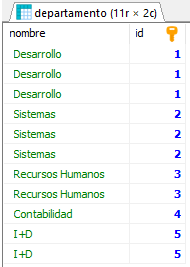 departamento (11r × 2c)
nombre id
Desarrollo 1
Desarrollo 1
Desarrollo 1
Sistemas 2
Sistemas 2
Sistemas 2
Recursos Humanos 3
Recursos Humanos 3
Contabilidad 4
I+D 5
I+D 5